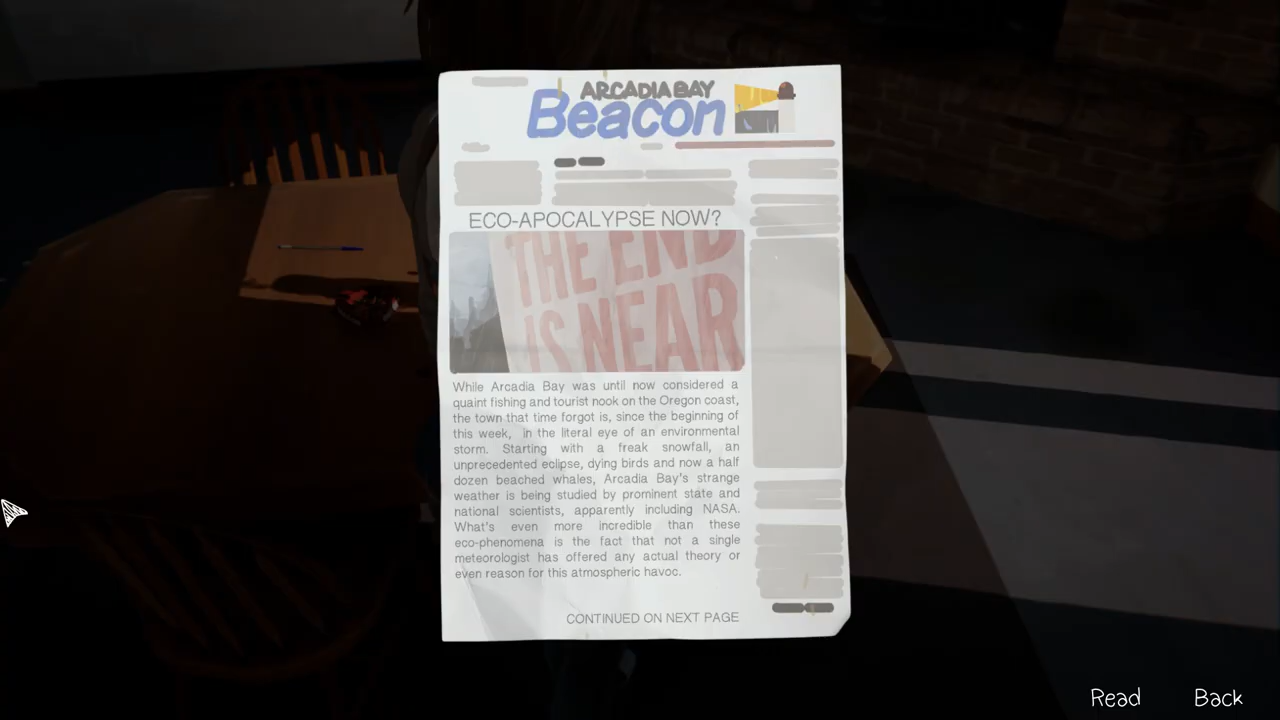 ARCADIA BAY
Beacon
ECO-APOCALYPSE NOW?
THE END
IS NEAR
While Arcadia Bay was until now considered a
quaint fishing and tourist nook on the Oregon coast,
the town that time forgot is, since the beginning of
this week, in the literal eye of an environmental
storm. Starting with a freak snowfall, an
unprecedented eclipse, dying birds and now a half
dozen beached whales, Arcadia Bay's strange
weather is being studied by prominent state and
national scientists, apparently including NASA.
What's even more incredible than these
eco-phenomena is the fact that not a single
meteorologist has offered any actual theory or
even reason for this atmospheric havoc.
CONTINUED ON NEXT PAGE
Read Back